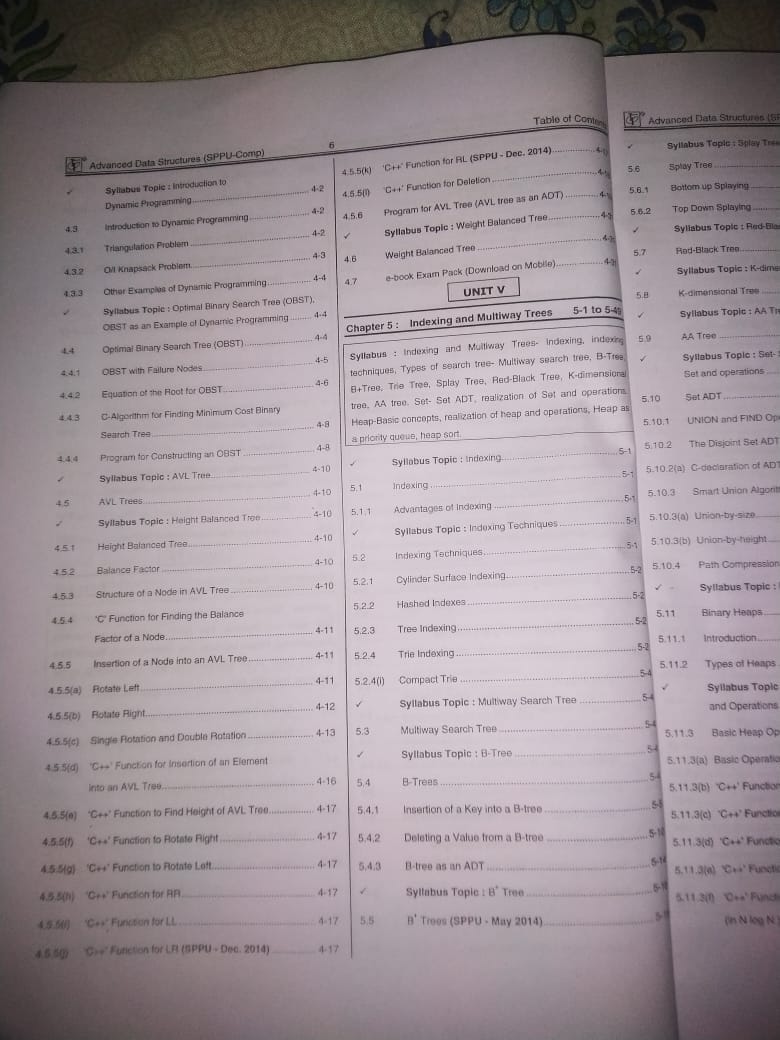 Advanced Data Structures (SPPU-Comp)
6
Table of Conten
✓ Syllabus Topic : Introduction to
Dynamic Programming 4-2
4.3 Introduction to Dynamic Programming 4-2
4.3.1 Triangulation Problem 4-2
4.3.2 O/I Knapsack Problem 4-3
4.3.3 Other Examples of Dynamic Programming 4-4
✓ Syllabus Topic : Optimal Binary Search Tree (OBST),
OBST as an Example of Dynamic Programming 4-4
4.4 Optimal Binary Search Tree (OBST) 4-4
4.4.1 OBST with Failure Nodes 4-5
4.4.2 Equation of the Root for OBST 4-6
4.4.3 C-Algorithm for Finding Minimum Cost Binary
Search Tree 4-8
4.4.4 Program for Constructing an OBST 4-8
✓ Syllabus Topic : AVL Tree 4-10
4.5 AVL Trees 4-10
✓ Syllabus Topic : Height Balanced Tree 4-10
4.5.1 Height Balanced Tree 4-10
4.5.2 Balance Factor 4-10
4.5.3 Structure of a Node in AVL Tree 4-10
4.5.4 'C' Function for Finding the Balance
Factor of a Node 4-11
4.5.5 Insertion of a Node into an AVL Tree 4-11
4.5.5(a) Rotate Left 4-11
4.5.5(b) Rotate Right 4-12
4.5.5(c) Single Rotation and Double Rotation 4-13
4.5.5(d) 'C++' Function for Insertion of an Element
into an AVL Tree 4-16
4.5.5(e) 'C++' Function to Find Height of AVL Tree 4-17
4.5.5(f) 'C++' Function to Rotate Right 4-17
4.5.5(g) 'C++' Function to Rotate Left 4-17
4.5.5(h) 'C++' Function for RR 4-17
4.5.5(i) 'C++' Function for LL 4-17
4.5.5(j) 'C++' Function for LR (SPPU - Dec. 2014) 4-17
4.5.5(k) 'C++' Function for RL (SPPU - Dec. 2014)
4.5.5(l) 'C++' Function for Deletion
4.5.6 Program for AVL Tree (AVL tree as an ADT)
✓ Syllabus Topic : Weight Balanced Tree
4.6 Weight Balanced Tree
4.7 e-book Exam Pack (Download on Mobile)
UNIT V
Chapter 5 : Indexing and Multiway Trees 5-1 to 5-49
Syllabus : Indexing and Multiway Trees- Indexing, indexing
techniques, Types of search tree- Multiway search tree, B-Tree,
B+Tree, Trie Tree, Splay Tree, Red-Black Tree, K-dimensional
tree, AA tree. Set- Set ADT, realization of Set and operations,
Heap-Basic concepts, realization of heap and operations, Heap as
a priority queue, heap sort.
✓ Syllabus Topic : Indexing 5-1
5.1 Indexing 5-1
5.1.1 Advantages of Indexing 5-1
✓ Syllabus Topic : Indexing Techniques 5-1
5.2 Indexing Techniques 5-1
5.2.1 Cylinder Surface Indexing 5-2
5.2.2 Hashed Indexes 5-2
5.2.3 Tree Indexing 5-2
5.2.4 Trie Indexing 5-2
5.2.4(i) Compact Trie 5-4
✓ Syllabus Topic : Multiway Search Tree 5-4
5.3 Multiway Search Tree 5-4
✓ Syllabus Topic : B-Tree 5-4
5.4 B-Trees 5-4
5.4.1 Insertion of a Key into a B-tree 5-5
5.4.2 Deleting a Value from a B-tree
5.4.3 B-tree as an ADT
✓ Syllabus Topic : B+ Tree
5.5 B+ Trees (SPPU - May 2014)
Advanced Data Structures (SP
✓ Syllabus Topic : Splay Tree
5.6 Splay Tree
5.6.1 Bottom up Splaying
5.6.2 Top Down Splaying
✓ Syllabus Topic : Red-Bla
5.7 Red-Black Tree
✓ Syllabus Topic : K-dime
5.8 K-dimensional Tree
✓ Syllabus Topic : AA Tr
5.9 AA Tree
✓ Syllabus Topic : Set-
Set and operations
5.10 Set ADT
5.10.1 UNION and FIND Op
5.10.2 The Disjoint Set ADT
5.10.2(a) C-declaration of ADT
5.10.3 Smart Union Algorit
5.10.3(a) Union-by-size
5.10.3(b) Union-by-height
5.10.4 Path Compression
✓ Syllabus Topic :
5.11 Binary Heaps
5.11.1 Introduction
5.11.2 Types of Heaps
✓ Syllabus Topic
and Operations
5.11.3 Basic Heap Op
5.11.3(a) Basic Operatio
5.11.3(b) 'C++' Function
5.11.3(c) 'C++' Functio
5.11.3(d) 'C++' Functio
5.11.3(e) 'C++' Functi
5.11.3(f) 'C++' Func
(in N log N